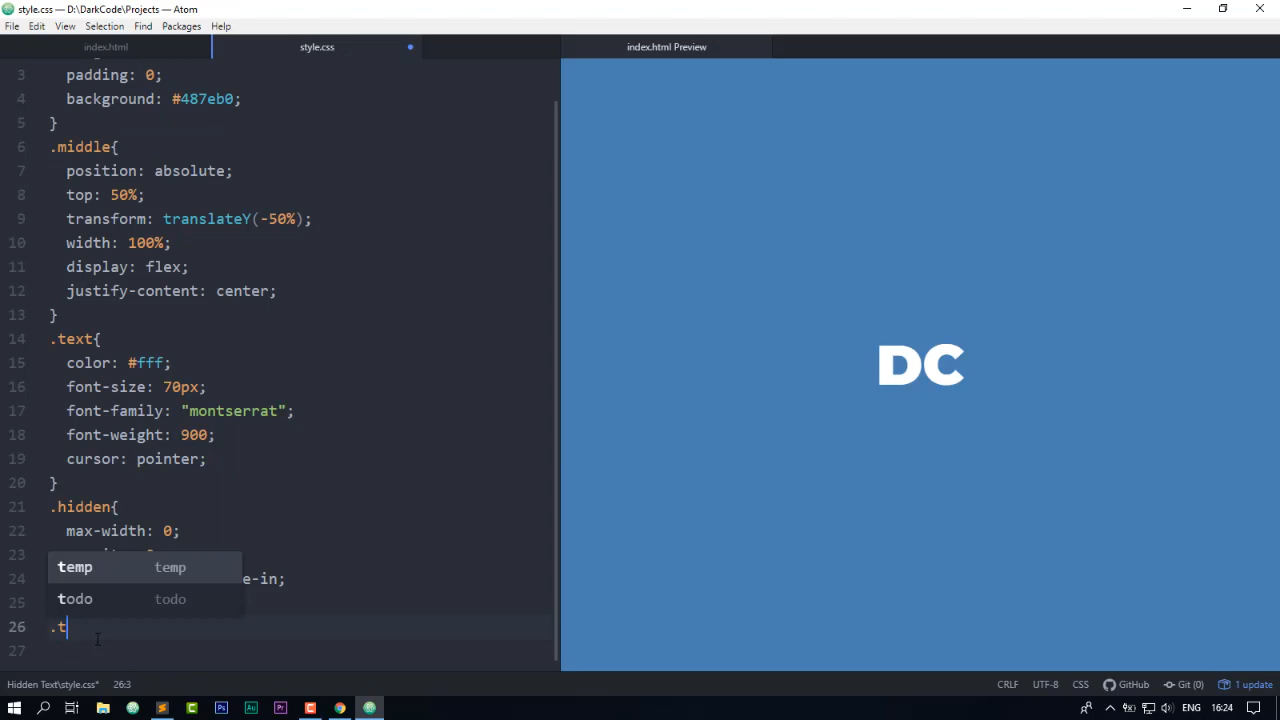 style.css — D:\DarkCode\Projects — Atom
File Edit View Selection Find Packages Help
index.html style.css index.html Preview
3 padding: 0;
4 background: #487eb0;
5 }
6 .middle{
7 position: absolute;
8 top: 50%;
9 transform: translateY(-50%);
10 width: 100%;
11 display: flex;
12 justify-content: center;
13 }
14 .text{
15 color: #fff;
16 font-size: 70px;
17 font-family: "montserrat";
18 font-weight: 900;
19 cursor: pointer;
20 }
21 .hidden{
22 max-width: 0;
23
24 e-in;
25
26 .t
27
temp temp
todo todo
DC
Hidden Text\style.css* 26:3 CRLF UTF-8 CSS GitHub Git (0) 1 update
Ps Au Pr ENG 16:24